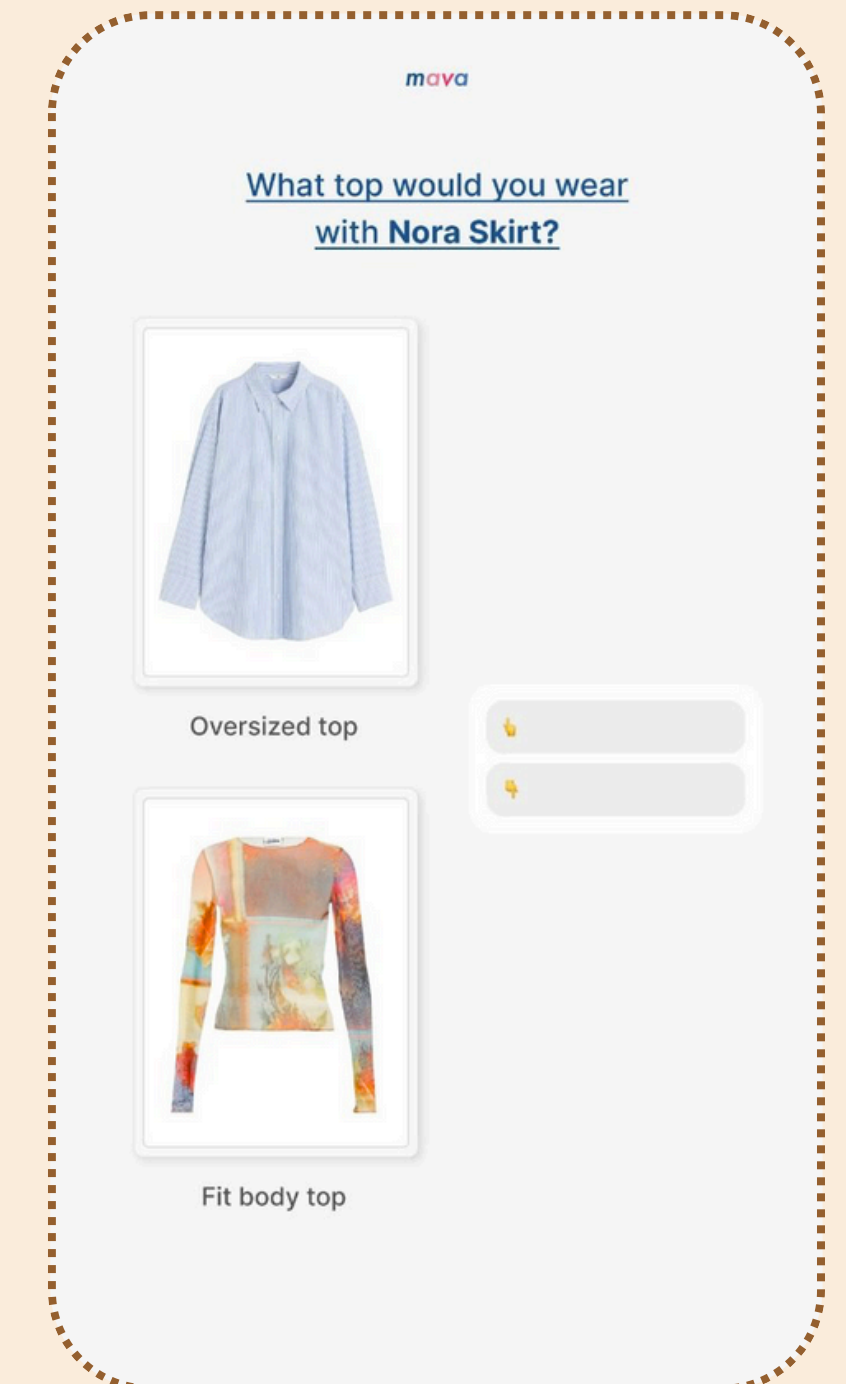 mava
What top would you wear
with Nora Skirt?
Oversized top
👆
👇
Fit body top